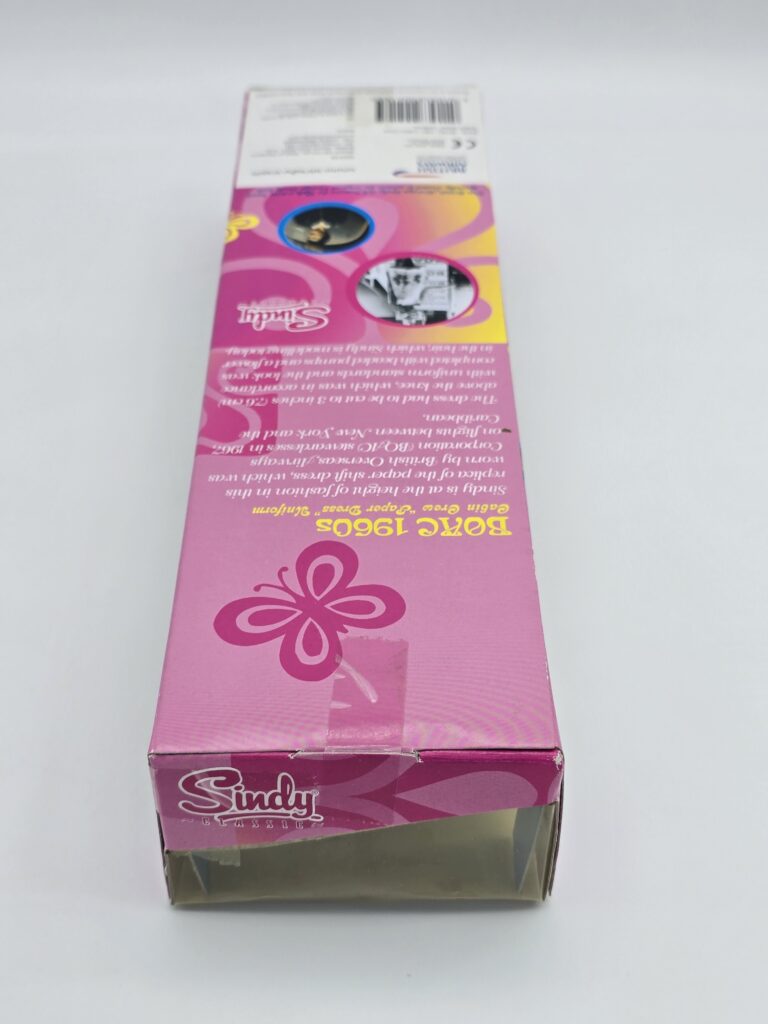 Sindy
CLASSIC
BOAC 1960s
Cabin Crew "Paper Dress" Uniform
Sindy is at the height of fashion in this
replica of the paper shift dress, which was
worn by British Overseas Airways
Corporation (BOAC) stewardesses in 1967,
on flights between New York and the
Caribbean.
The dress had to be cut to 3 inches (7.6 cm)
above the knee, which was in accordance
with uniform standards and the look was
completed with beaded pumps and a flower
in the hair, which Sindy is modelling today.
Sindy
BRITISH
AIRWAYS
CE